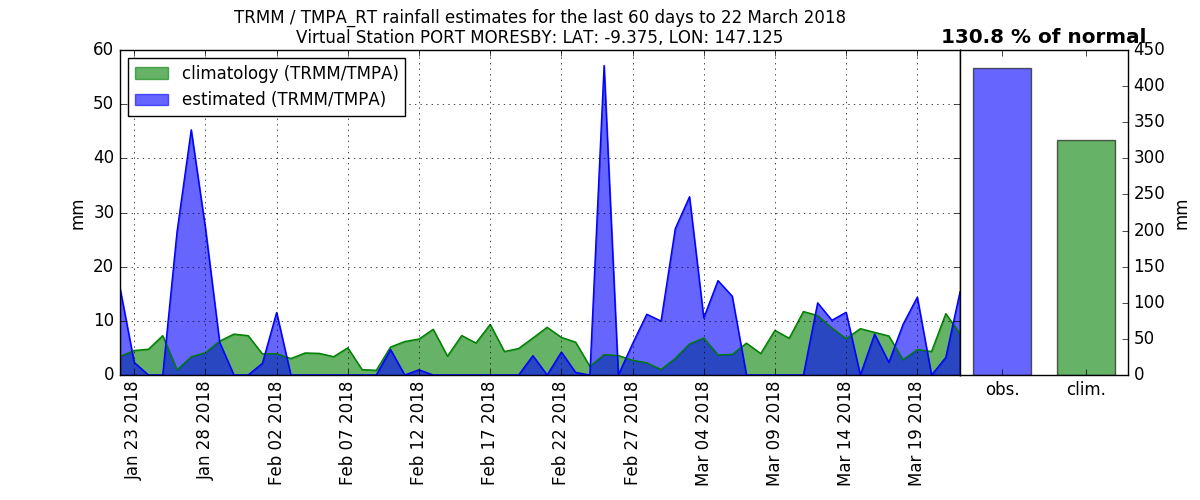 TRMM / TMPA_RT rainfall estimates for the last 60 days to 22 March 2018
Virtual Station PORT MORESBY: LAT: -9.375, LON: 147.125
130.8 % of normal
climatology (TRMM/TMPA)
estimated (TRMM/TMPA)
60
50
40
30
20
10
0
mm
450
400
350
300
250
200
150
100
50
0
mm
obs.
clim.
Jan 23 2018
Jan 28 2018
Feb 02 2018
Feb 07 2018
Feb 12 2018
Feb 17 2018
Feb 22 2018
Feb 27 2018
Mar 04 2018
Mar 09 2018
Mar 14 2018
Mar 19 2018